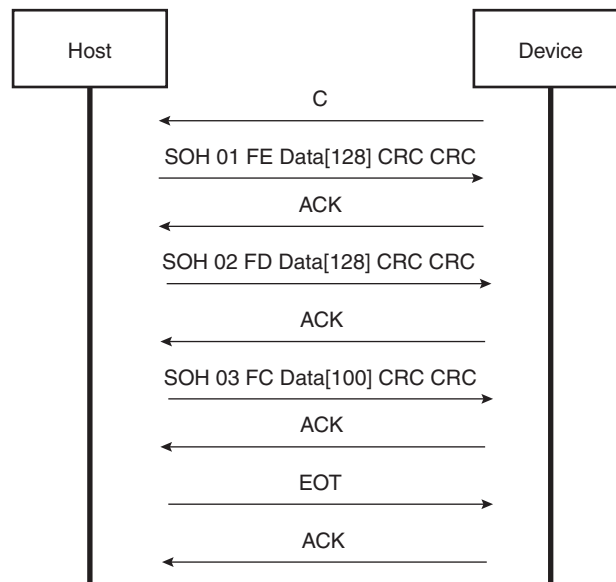 Host
Device
C
SOH 01 FE Data[128] CRC CRC
ACK
SOH 02 FD Data[128] CRC CRC
ACK
SOH 03 FC Data[100] CRC CRC
ACK
EOT
ACK